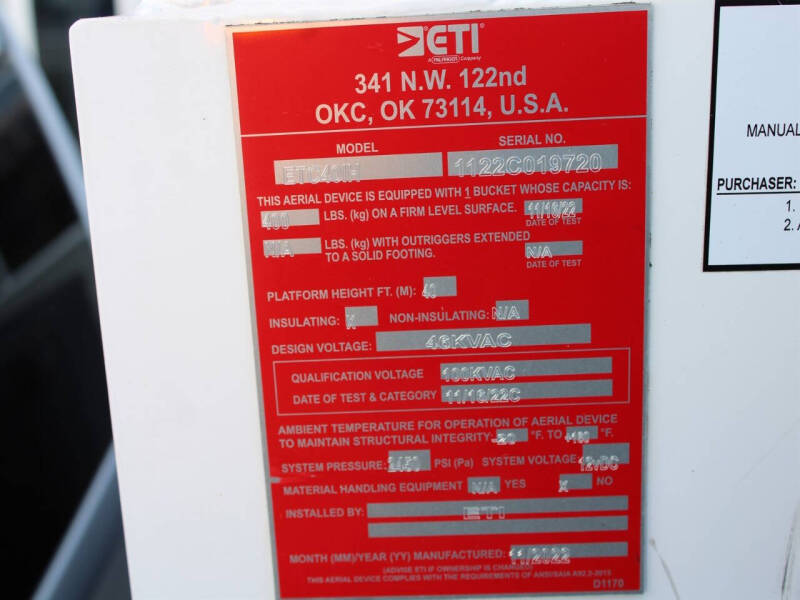 ETI
A PALFINGER Company
341 N.W. 122nd
OKC, OK 73114, U.S.A.
MODEL
SERIAL NO.
1122C019720
THIS AERIAL DEVICE IS EQUIPPED WITH 1 BUCKET WHOSE CAPACITY IS:
400 LBS. (kg) ON A FIRM LEVEL SURFACE. 11/18/22
DATE OF TEST
N/A LBS. (kg) WITH OUTRIGGERS EXTENDED
TO A SOLID FOOTING. N/A
DATE OF TEST
PLATFORM HEIGHT FT. (M): 40
INSULATING: X NON-INSULATING: N/A
DESIGN VOLTAGE: 46KVAC
QUALIFICATION VOLTAGE 100KVAC
DATE OF TEST & CATEGORY 11/18/22C
AMBIENT TEMPERATURE FOR OPERATION OF AERIAL DEVICE
TO MAINTAIN STRUCTURAL INTEGRITY -20 °F. TO °F.
SYSTEM PRESSURE: PSI (Pa) SYSTEM VOLTAGE: 12VDC
MATERIAL HANDLING EQUIPMENT N/A YES X NO
INSTALLED BY: ETI
MONTH (MM)/YEAR (YY) MANUFACTURED: 11/2022
(ADVISE ETI IF OWNERSHIP IS CHANGED)
THIS AERIAL DEVICE COMPLIES WITH THE REQUIREMENTS OF ANSI/SAIA A92.2-2015
D1170
MANUAL
PURCHASER:
1.
2.